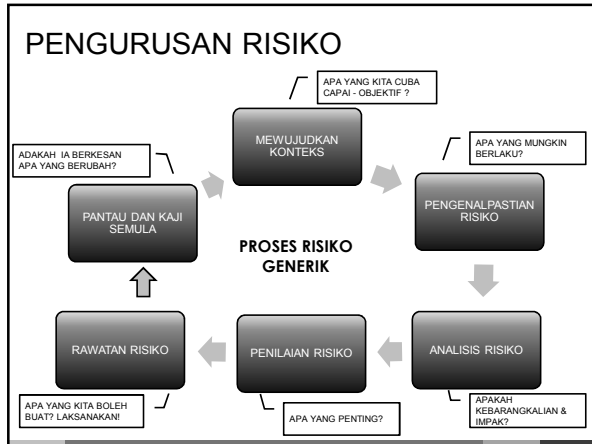 PENGURUSAN RISIKO
APA YANG KITA CUBA
CAPAI - OBJEKTIF ?
MEWUJUDKAN
KONTEKS
APA YANG MUNGKIN
BERLAKU?
PENGENALPASTIAN
RISIKO
ADAKAH IA BERKESAN
APA YANG BERUBAH?
PANTAU DAN KAJI
SEMULA
PROSES RISIKO
GENERIK
RAWATAN RISIKO
PENILAIAN RISIKO
ANALISIS RISIKO
APA YANG KITA BOLEH
BUAT? LAKSANAKAN!
APA YANG PENTING?
APAKAH
KEBARANGKALIAN &
IMPAK?